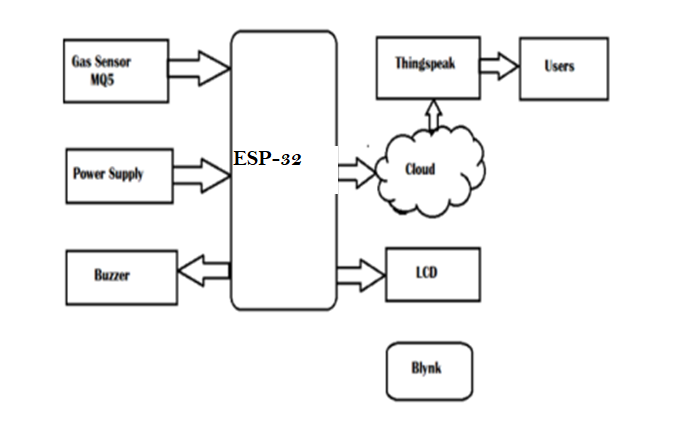 Gas Sensor
MQ5
Thingspeak
Users
ESP-32
Power Supply
Cloud
Buzzer
LCD
Blynk